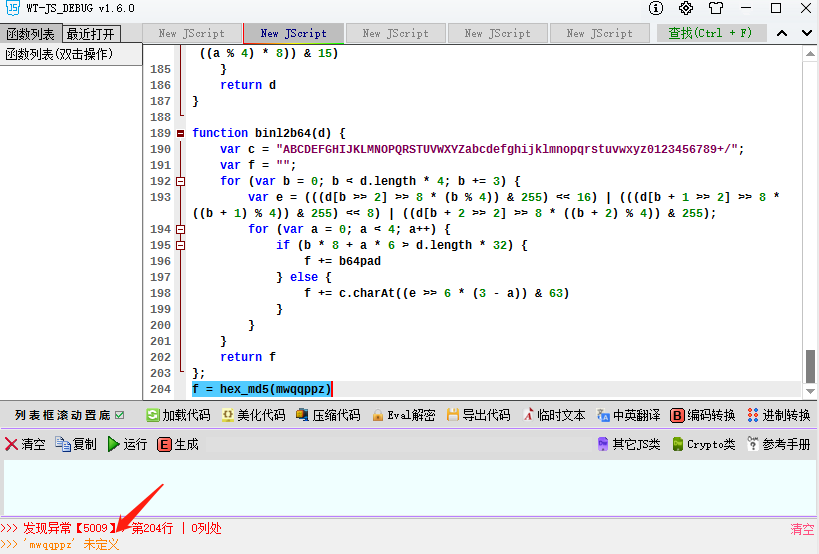 WT-JS_DEBUG v1.6.0
函数列表 最近打开 New JScript New JScript New JScript New JScript New JScript 查找(Ctrl + F)
函数列表(双击操作)
((a % 4) * 8)) & 15)
185 }
186 return d
187 }
188
189 function binl2b64(d) {
190 var c = "ABCDEFGHIJKLMNOPQRSTUVWXYZabcdefghijklmnopqrstuvwxyz0123456789+/";
191 var f = "";
192 for (var b = 0; b < d.length * 4; b += 3) {
193 var e = (((d[b >> 2] >> 8 * (b % 4)) & 255) << 16) | (((d[b + 1 >> 2] >> 8 *
((b + 1) % 4)) & 255) << 8) | ((d[b + 2 >> 2] >> 8 * ((b + 2) % 4)) & 255);
194 for (var a = 0; a < 4; a++) {
195 if (b * 8 + a * 6 > d.length * 32) {
196 f += b64pad
197 } else {
198 f += c.charAt((e >> 6 * (3 - a)) & 63)
199 }
200 }
201 }
202 return f
203 };
204 f = hex_md5(mwqqppz)
列表框滚动置底 加载代码 美化代码 压缩代码 Eval解密 导出代码 临时文本 中英翻译 编码转换 进制转换
清空 复制 运行 生成 其它JS类 Crypto类 参考手册
>>> 发现异常【5009】 第204行 | 0列处 清空
>>> 'mwqqppz' 未定义